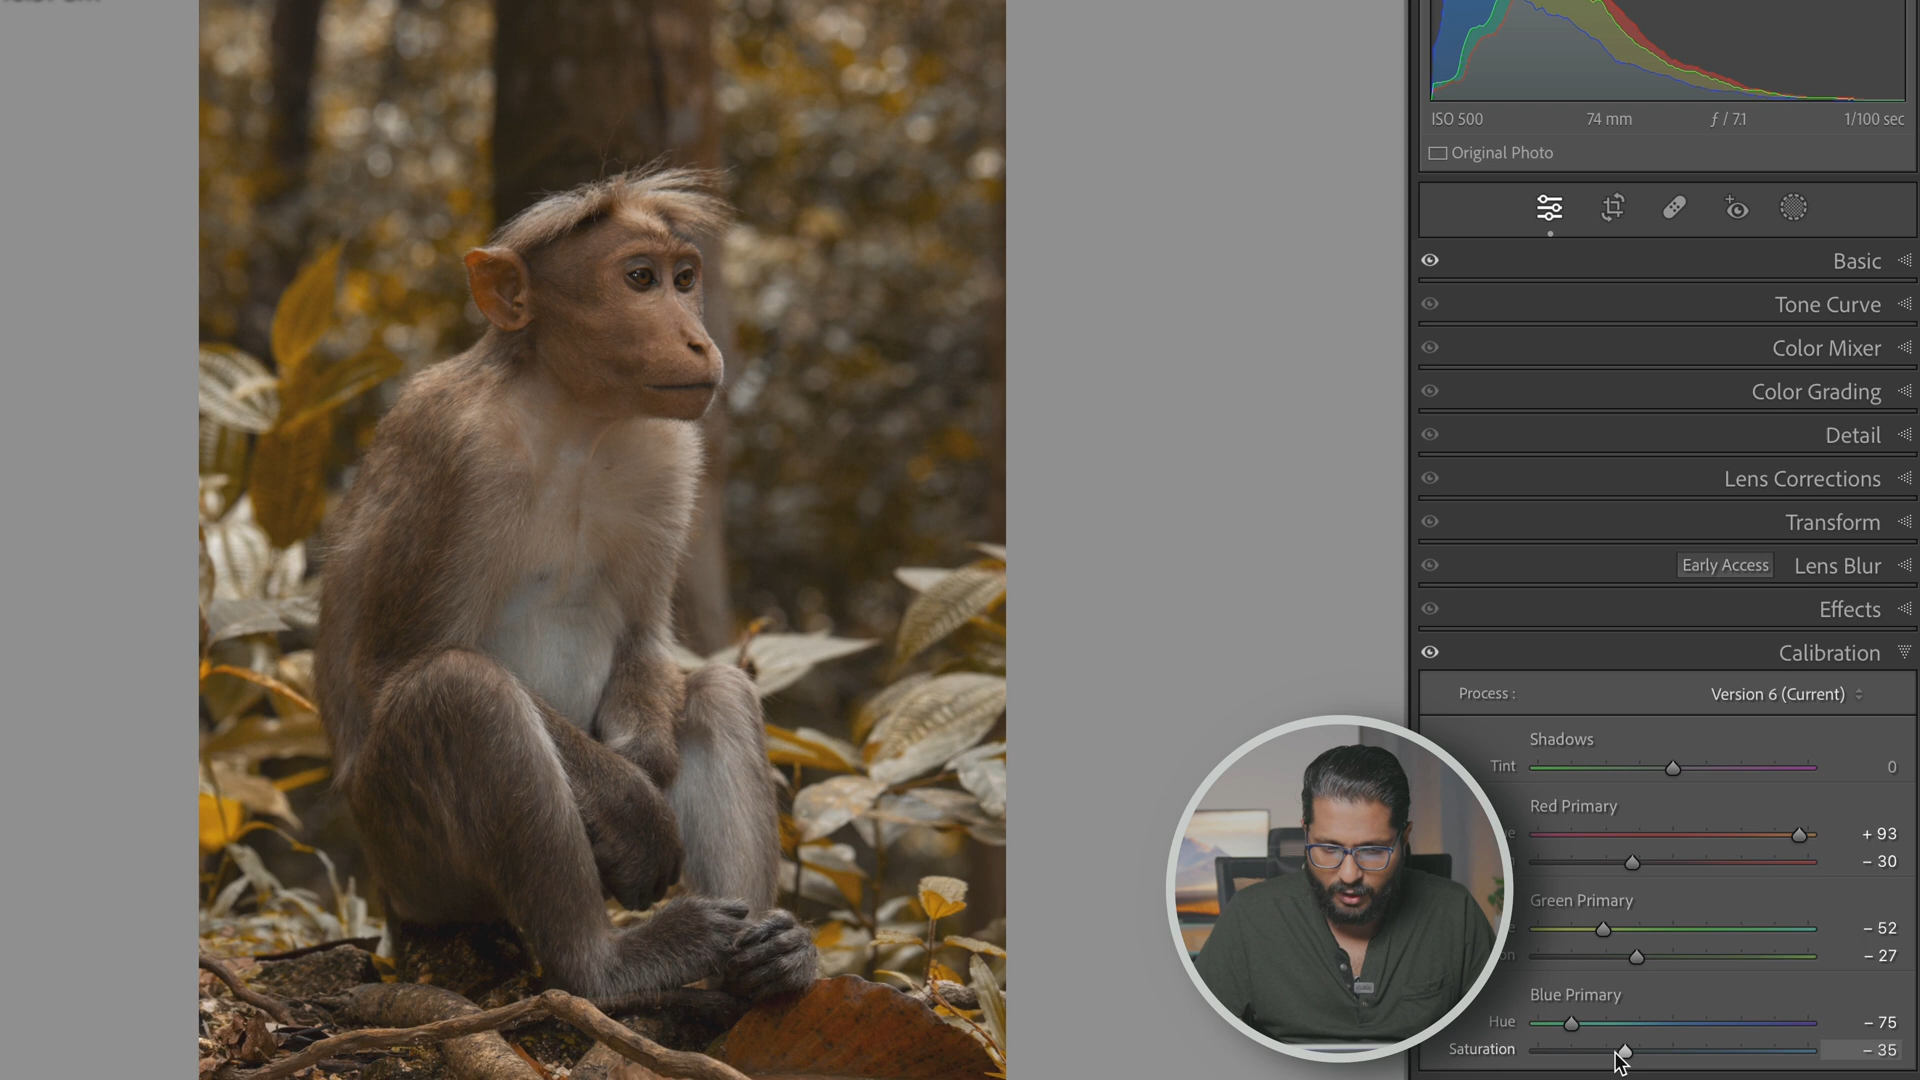 ISO 500 74 mm ƒ / 7.1 1/100 sec
Original Photo
Basic
Tone Curve
Color Mixer
Color Grading
Detail
Lens Corrections
Transform
Early Access Lens Blur
Effects
Calibration
Process : Version 6 (Current)
Shadows
Tint 0
Red Primary
+ 93
- 30
Green Primary
- 52
- 27
Blue Primary
Hue - 75
Saturation - 35